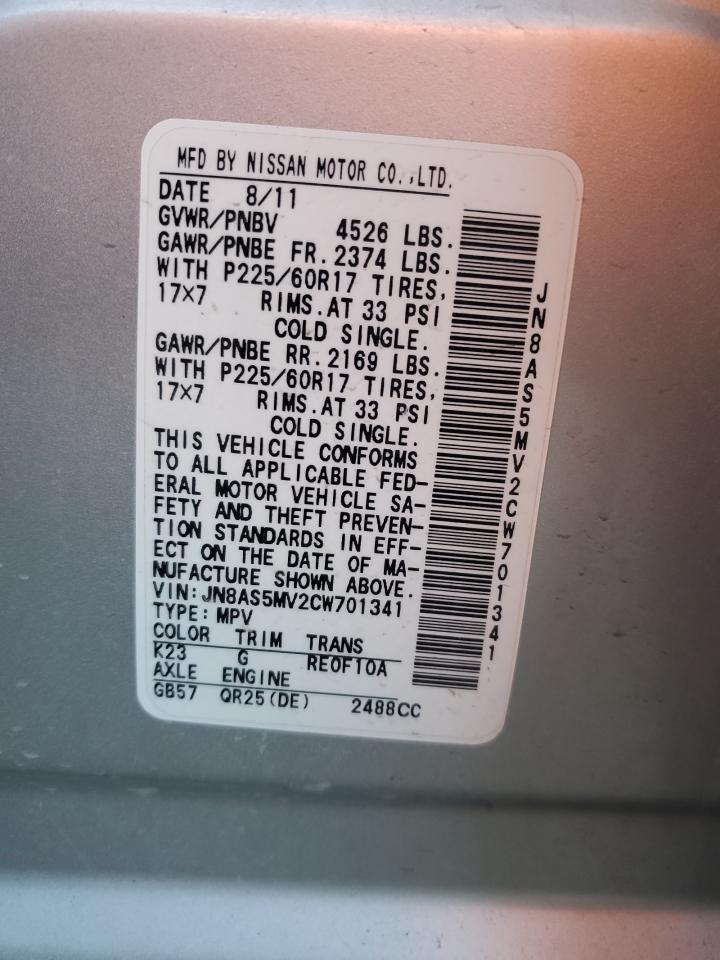 MFD BY NISSAN MOTOR CO.,LTD.
DATE 8/11
GVWR/PNBV 4526 LBS.
GAWR/PNBE FR.2374 LBS.
WITH P225/60R17 TIRES,
17×7 RIMS.AT 33 PSI
COLD SINGLE.
GAWR/PNBE RR.2169 LBS.
WITH P225/60R17 TIRES,
17×7 RIMS.AT 33 PSI
COLD SINGLE.
THIS VEHICLE CONFORMS
TO ALL APPLICABLE FED-
ERAL MOTOR VEHICLE SA-
FETY AND THEFT PREVEN-
TION STANDARDS IN EFF-
ECT ON THE DATE OF MA-
NUFACTURE SHOWN ABOVE.
VIN:JN8AS5MV2CW701341
TYPE:MPV
COLOR TRIM TRANS
K23 G RE0F10A
AXLE ENGINE
GB57 QR25(DE) 2488CC
JN8AS5MV2CW701341